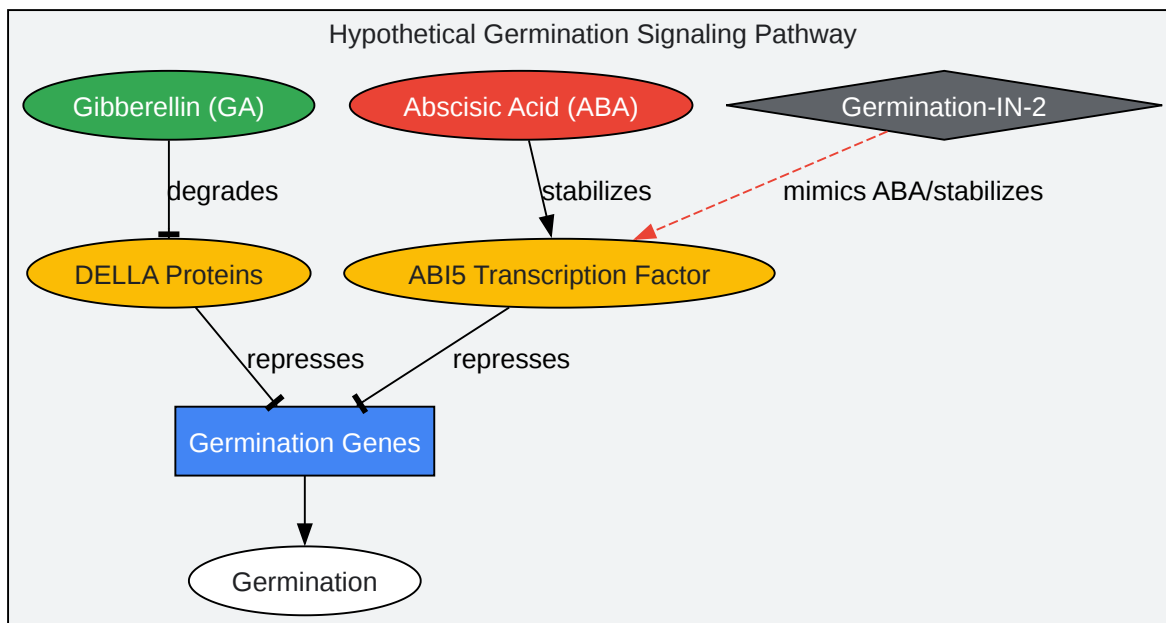 Hypothetical Germination Signaling Pathway
Gibberellin (GA)
Abscisic Acid (ABA)
Germination-IN-2
degrades
stabilizes
mimics ABA/stabilizes
DELLA Proteins
ABI5 Transcription Factor
represses
represses
Germination Genes
Germination